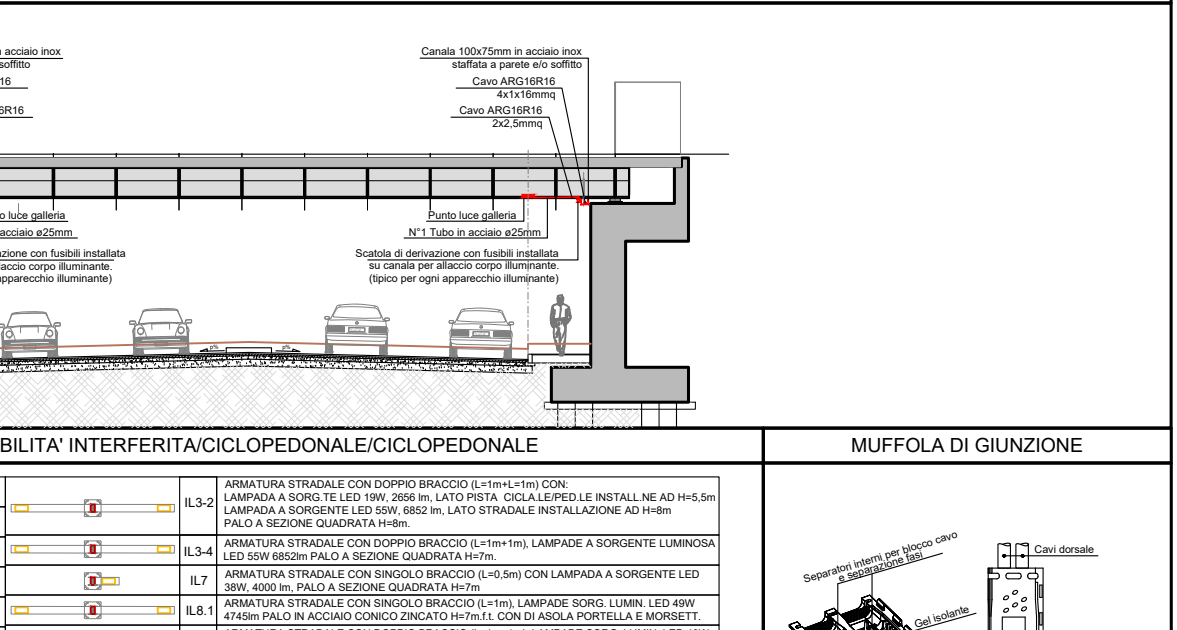 acciaio inox
soffitto
16
6R16
Canala 100x75mm in acciaio inox
staffata a parete e/o soffitto
Cavo ARG16R16
4x1x16mmq
Cavo ARG16R16
2x2,5mmq
o luce galleria
acciaio ø25mm
azione con fusibili installata
laccio corpo illuminante.
apparecchio illuminante)
Punto luce galleria
N°1 Tubo in acciaio ø25mm
Scatola di derivazione con fusibili installata
su canala per allaccio corpo illuminante.
(tipico per ogni apparecchio illuminante)
p% p%
BILITA' INTERFERITA/CICLOPEDONALE/CICLOPEDONALE
MUFFOLA DI GIUNZIONE
IL3-2
ARMATURA STRADALE CON DOPPIO BRACCIO (L=1m+L=1m) CON:
LAMPADA A SORG.TE LED 19W, 2656 lm, LATO PISTA CICLA.LE/PED.LE INSTALL.NE AD H=5,5m
LAMPADA A SORGENTE LED 55W, 6852 lm, LATO STRADALE INSTALLAZIONE AD H=8m
PALO A SEZIONE QUADRATA H=8m.
IL3-4
ARMATURA STRADALE CON DOPPIO BRACCIO (L=1m+1m), LAMPADE A SORGENTE LUMINOSA
LED 55W 6852lm PALO A SEZIONE QUADRATA H=7m.
IL7
ARMATURA STRADALE CON SINGOLO BRACCIO (L=0,5m) CON LAMPADA A SORGENTE LED
38W, 4000 lm, PALO A SEZIONE QUADRATA H=7m
IL8.1
ARMATURA STRADALE CON SINGOLO BRACCIO (L=1m), LAMPADE SORG. LUMIN. LED 49W
4745lm PALO IN ACCIAIO CONICO ZINCATO H=7m.f.t. CON DI ASOLA PORTELLA E MORSETT.
Separatori interni per blocco cavo
e separazione fasi
Cavi dorsale
Gel isolante